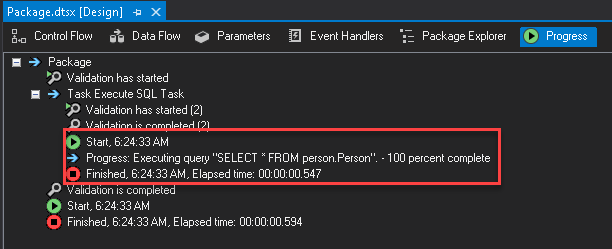 Package.dtsx [Design]
Control Flow Data Flow Parameters Event Handlers Package Explorer Progress
Package
Validation has started
Task Execute SQL Task
Validation has started (2)
Validation is completed (2)
Start, 6:24:33 AM
Progress: Executing query "SELECT * FROM person.Person". - 100 percent complete
Finished, 6:24:33 AM, Elapsed time: 00:00:00.547
Validation is completed
Start, 6:24:33 AM
Finished, 6:24:33 AM, Elapsed time: 00:00:00.594